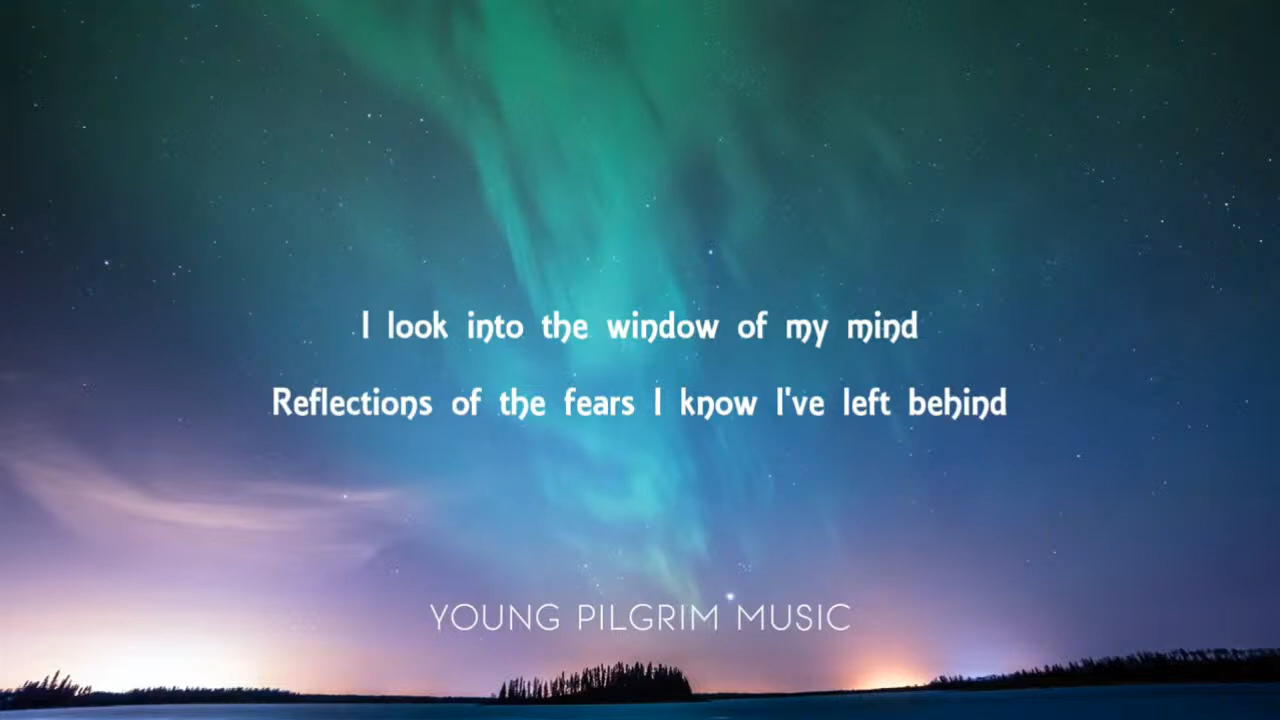 I look into the window of my mind
Reflections of the fears I know I've left behind
YOUNG PILGRIM MUSIC